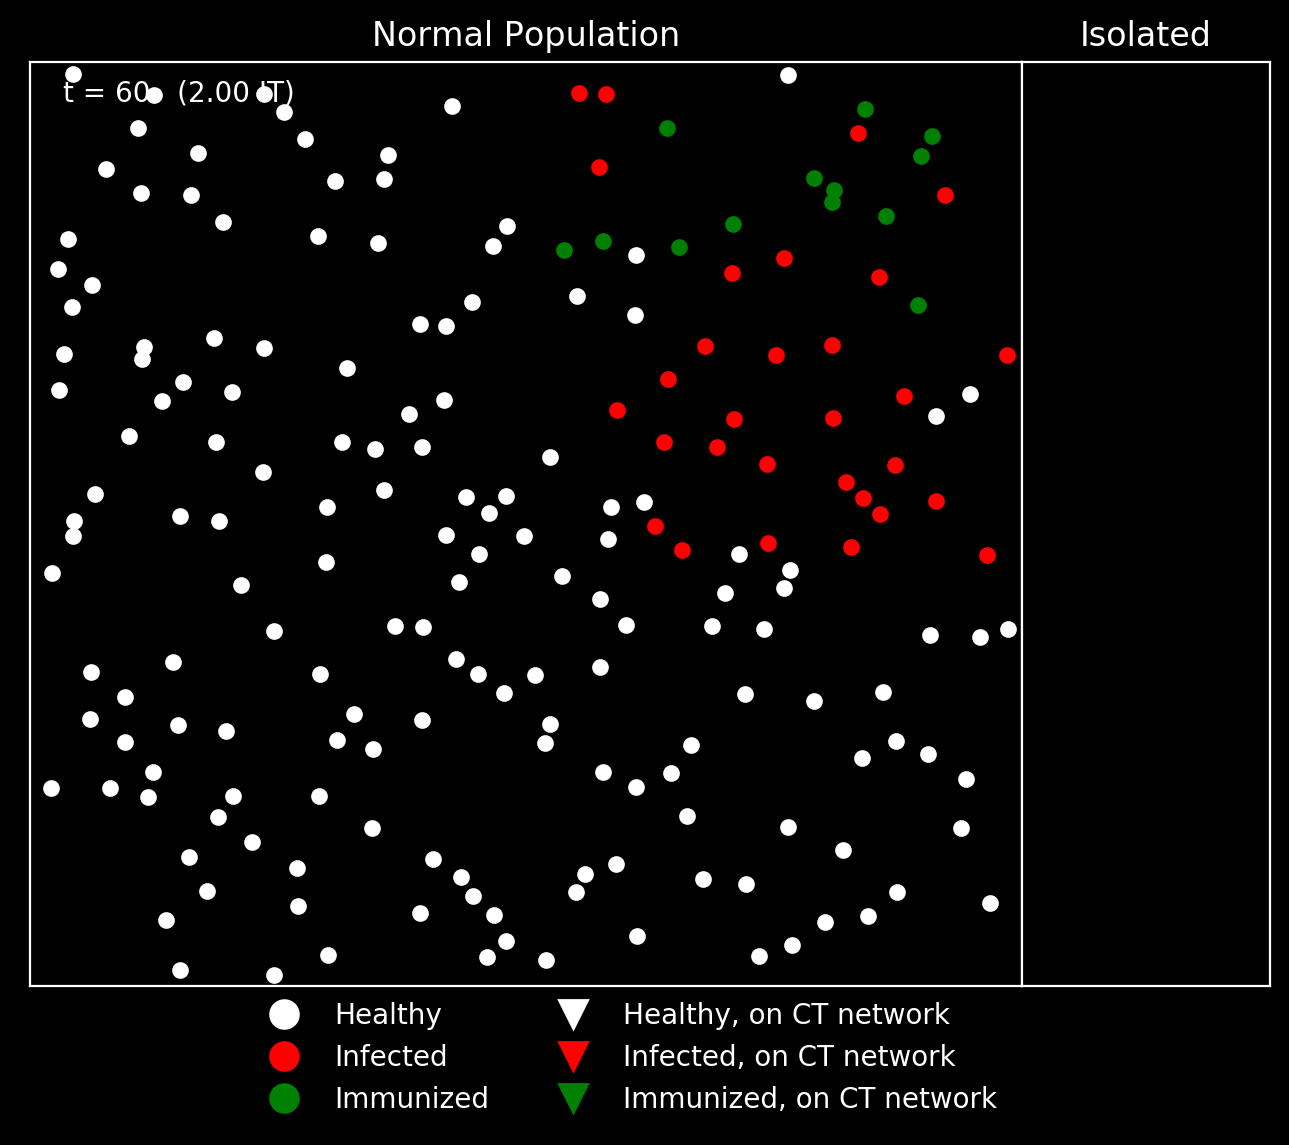 Normal Population
Isolated
t = 60 (2.00 IT)
Healthy
Infected
Immunized
Healthy, on CT network
Infected, on CT network
Immunized, on CT network